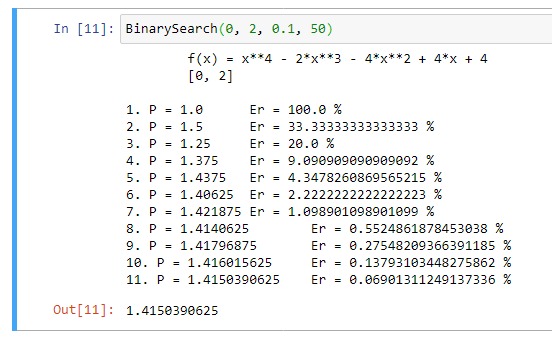 In [11]: BinarySearch(0, 2, 0.1, 50)
f(x) = x**4 - 2*x**3 - 4*x**2 + 4*x + 4
[0, 2]
1. P = 1.0 Er = 100.0 %
2. P = 1.5 Er = 33.33333333333333 %
3. P = 1.25 Er = 20.0 %
4. P = 1.375 Er = 9.090909090909092 %
5. P = 1.4375 Er = 4.3478260869565215 %
6. P = 1.40625 Er = 2.2222222222222223 %
7. P = 1.421875 Er = 1.098901098901099 %
8. P = 1.4140625 Er = 0.5524861878453038 %
9. P = 1.41796875 Er = 0.27548209366391185 %
10. P = 1.416015625 Er = 0.13793103448275862 %
11. P = 1.4150390625 Er = 0.06901311249137336 %
Out[11]: 1.4150390625